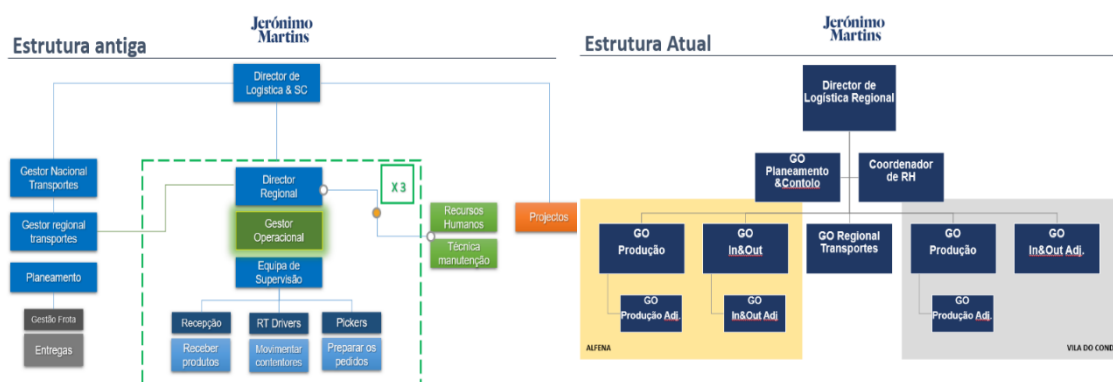 Jerónimo
Martins
Estrutura antiga
Director de
Logistica & SC
Gestor Nacional
Transportes
Director
Regional
X 3
Gestor regional
transportes
Gestor
Operacional
Recursos
Humanos
Projectos
Técnica
manutenção
Planeamento
Equipa de
Supervisão
Gestão Frota
Recepção
RT Drivers
Pickers
Entregas
Receber
produtos
Movimentar
contentores
Preparar os
pedidos
Jerónimo
Martins
Estrutura Atual
Director de
Logística Regional
GO
Planeamento
&Contolo
Coordenador
de RH
GO
Produção
GO
In&Out
GO Regional
Transportes
GO
Produção
GO
In&Out Adj.
GO
Produção Adj.
GO
In&Out Adj
GO
Produção Adj.
ALFENA
VILA DO COND